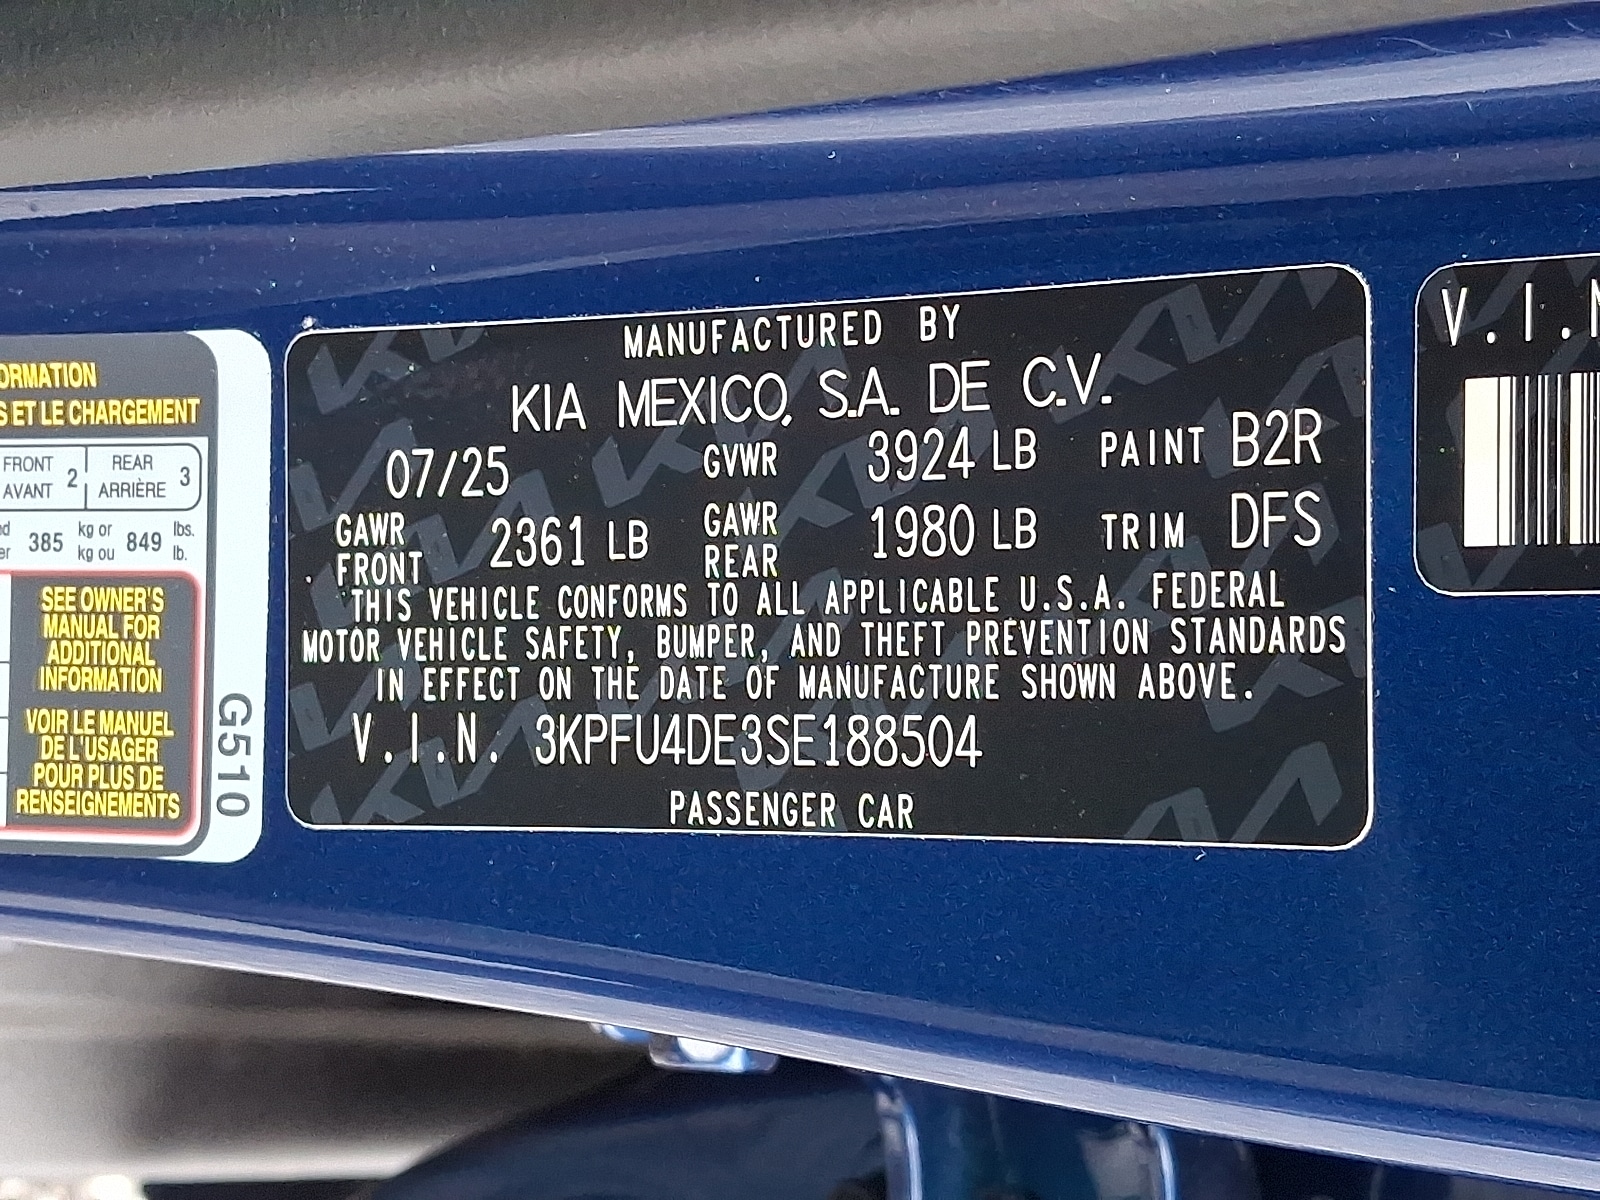 ORMATION
S ET LE CHARGEMENT
FRONT 2 REAR 3
AVANT ARRIÈRE
385 kg or 849 lbs.
kg ou lb.
SEE OWNER'S
MANUAL FOR
ADDITIONAL
INFORMATION
VOIR LE MANUEL
DE L'USAGER
POUR PLUS DE
RENSEIGNEMENTS
G510
MANUFACTURED BY
KIA MEXICO, S.A. DE C.V.
07/25 GVWR 3924 LB PAINT B2R
GAWR FRONT 2361 LB GAWR REAR 1980 LB TRIM DFS
THIS VEHICLE CONFORMS TO ALL APPLICABLE U.S.A. FEDERAL
MOTOR VEHICLE SAFETY, BUMPER, AND THEFT PREVENTION STANDARDS
IN EFFECT ON THE DATE OF MANUFACTURE SHOWN ABOVE.
V.I.N. 3KPFU4DE3SE188504
PASSENGER CAR
V.I.N